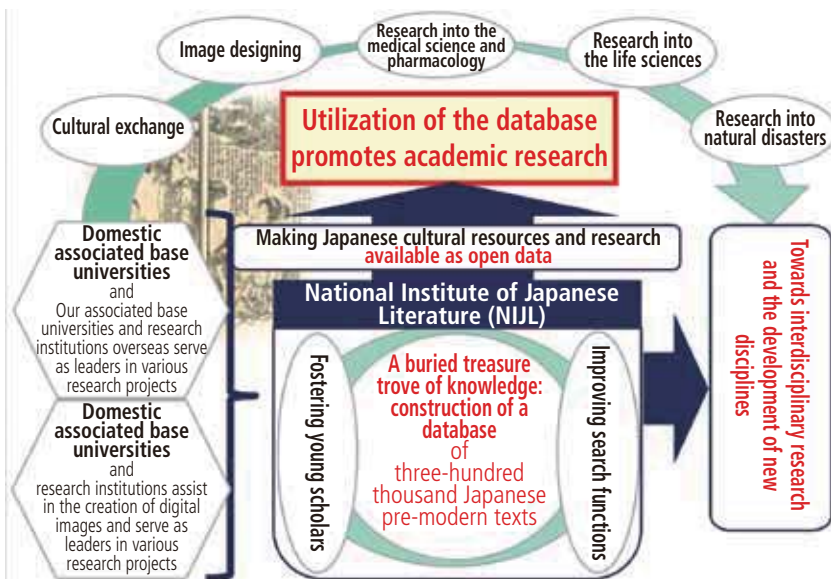 Image designing
Research into the
medical science and
pharmacology
Research into
the life sciences
Cultural exchange
Research into
natural disasters
Utilization of the database
promotes academic research
Domestic
associated base
universities
and
Our associated base
universities and research
institutions overseas serve
as leaders in various
research projects
Domestic
associated base
universities
and
research institutions assist
in the creation of digital
images and serve as
leaders in various
research projects
Making Japanese cultural resources and research
available as open data
National Institute of Japanese
Literature (NIJL)
Fostering young scholars
A buried treasure
trove of knowledge:
construction of a
database
of
three-hundred
thousand Japanese
pre-modern texts
Improving search functions
Towards interdisciplinary research
and the development of new
disciplines